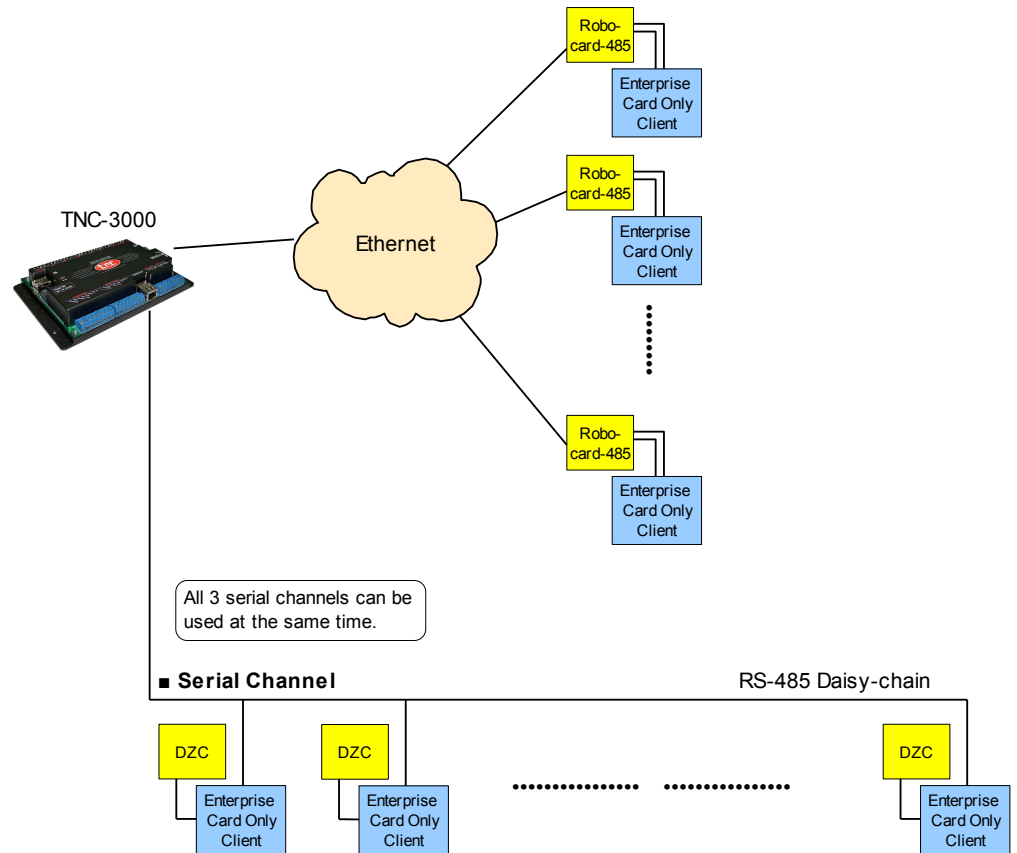 Robo-
card-485
Enterprise
Card Only
Client
Robo-
card-485
Enterprise
Card Only
Client
TNC-3000
Ethernet
Robo-
card-485
Enterprise
Card Only
Client
All 3 serial channels can be
used at the same time.
■ Serial Channel
RS-485 Daisy-chain
DZC
DZC
DZC
Enterprise
Card Only
Client
Enterprise
Card Only
Client
Enterprise
Card Only
Client